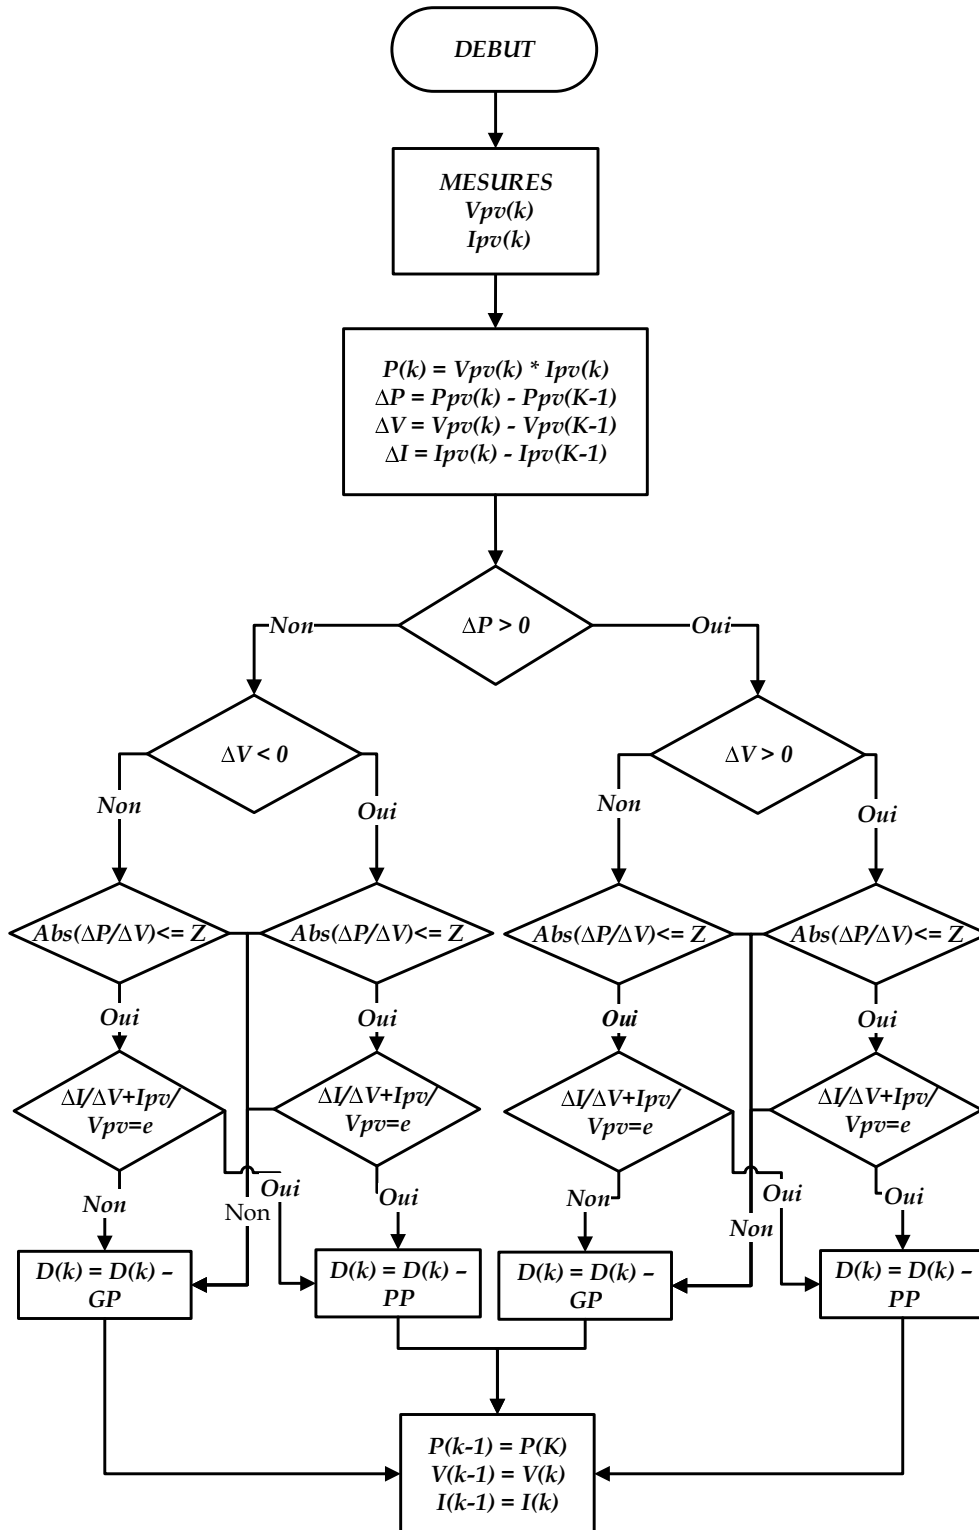 DEBUT
MESURES
Vpv(k)
Ipv(k)
P(k) = Vpv(k) * Ipv(k)
ΔP = Ppv(k) - Ppv(K-1)
ΔV = Vpv(k) - Vpv(K-1)
ΔI = Ipv(k) - Ipv(K-1)
ΔP > 0
Non
Oui
ΔV < 0
ΔV > 0
Non
Oui
Non
Oui
Abs(ΔP/ΔV)<= Z
Abs(ΔP/ΔV)<= Z
Abs(ΔP/ΔV)<= Z
Abs(ΔP/ΔV)<= Z
Oui
Oui
Oui
Oui
ΔI/ΔV+Ipv/
Vpv=e
ΔI/ΔV+Ipv/
Vpv=e
ΔI/ΔV+Ipv/
Vpv=e
ΔI/ΔV+Ipv/
Vpv=e
Non
Non
Oui
Oui
Non
Non
Oui
Oui
D(k) = D(k) –
GP
D(k) = D(k) –
PP
D(k) = D(k) –
GP
D(k) = D(k) –
PP
P(k-1) = P(K)
V(k-1) = V(k)
I(k-1) = I(k)